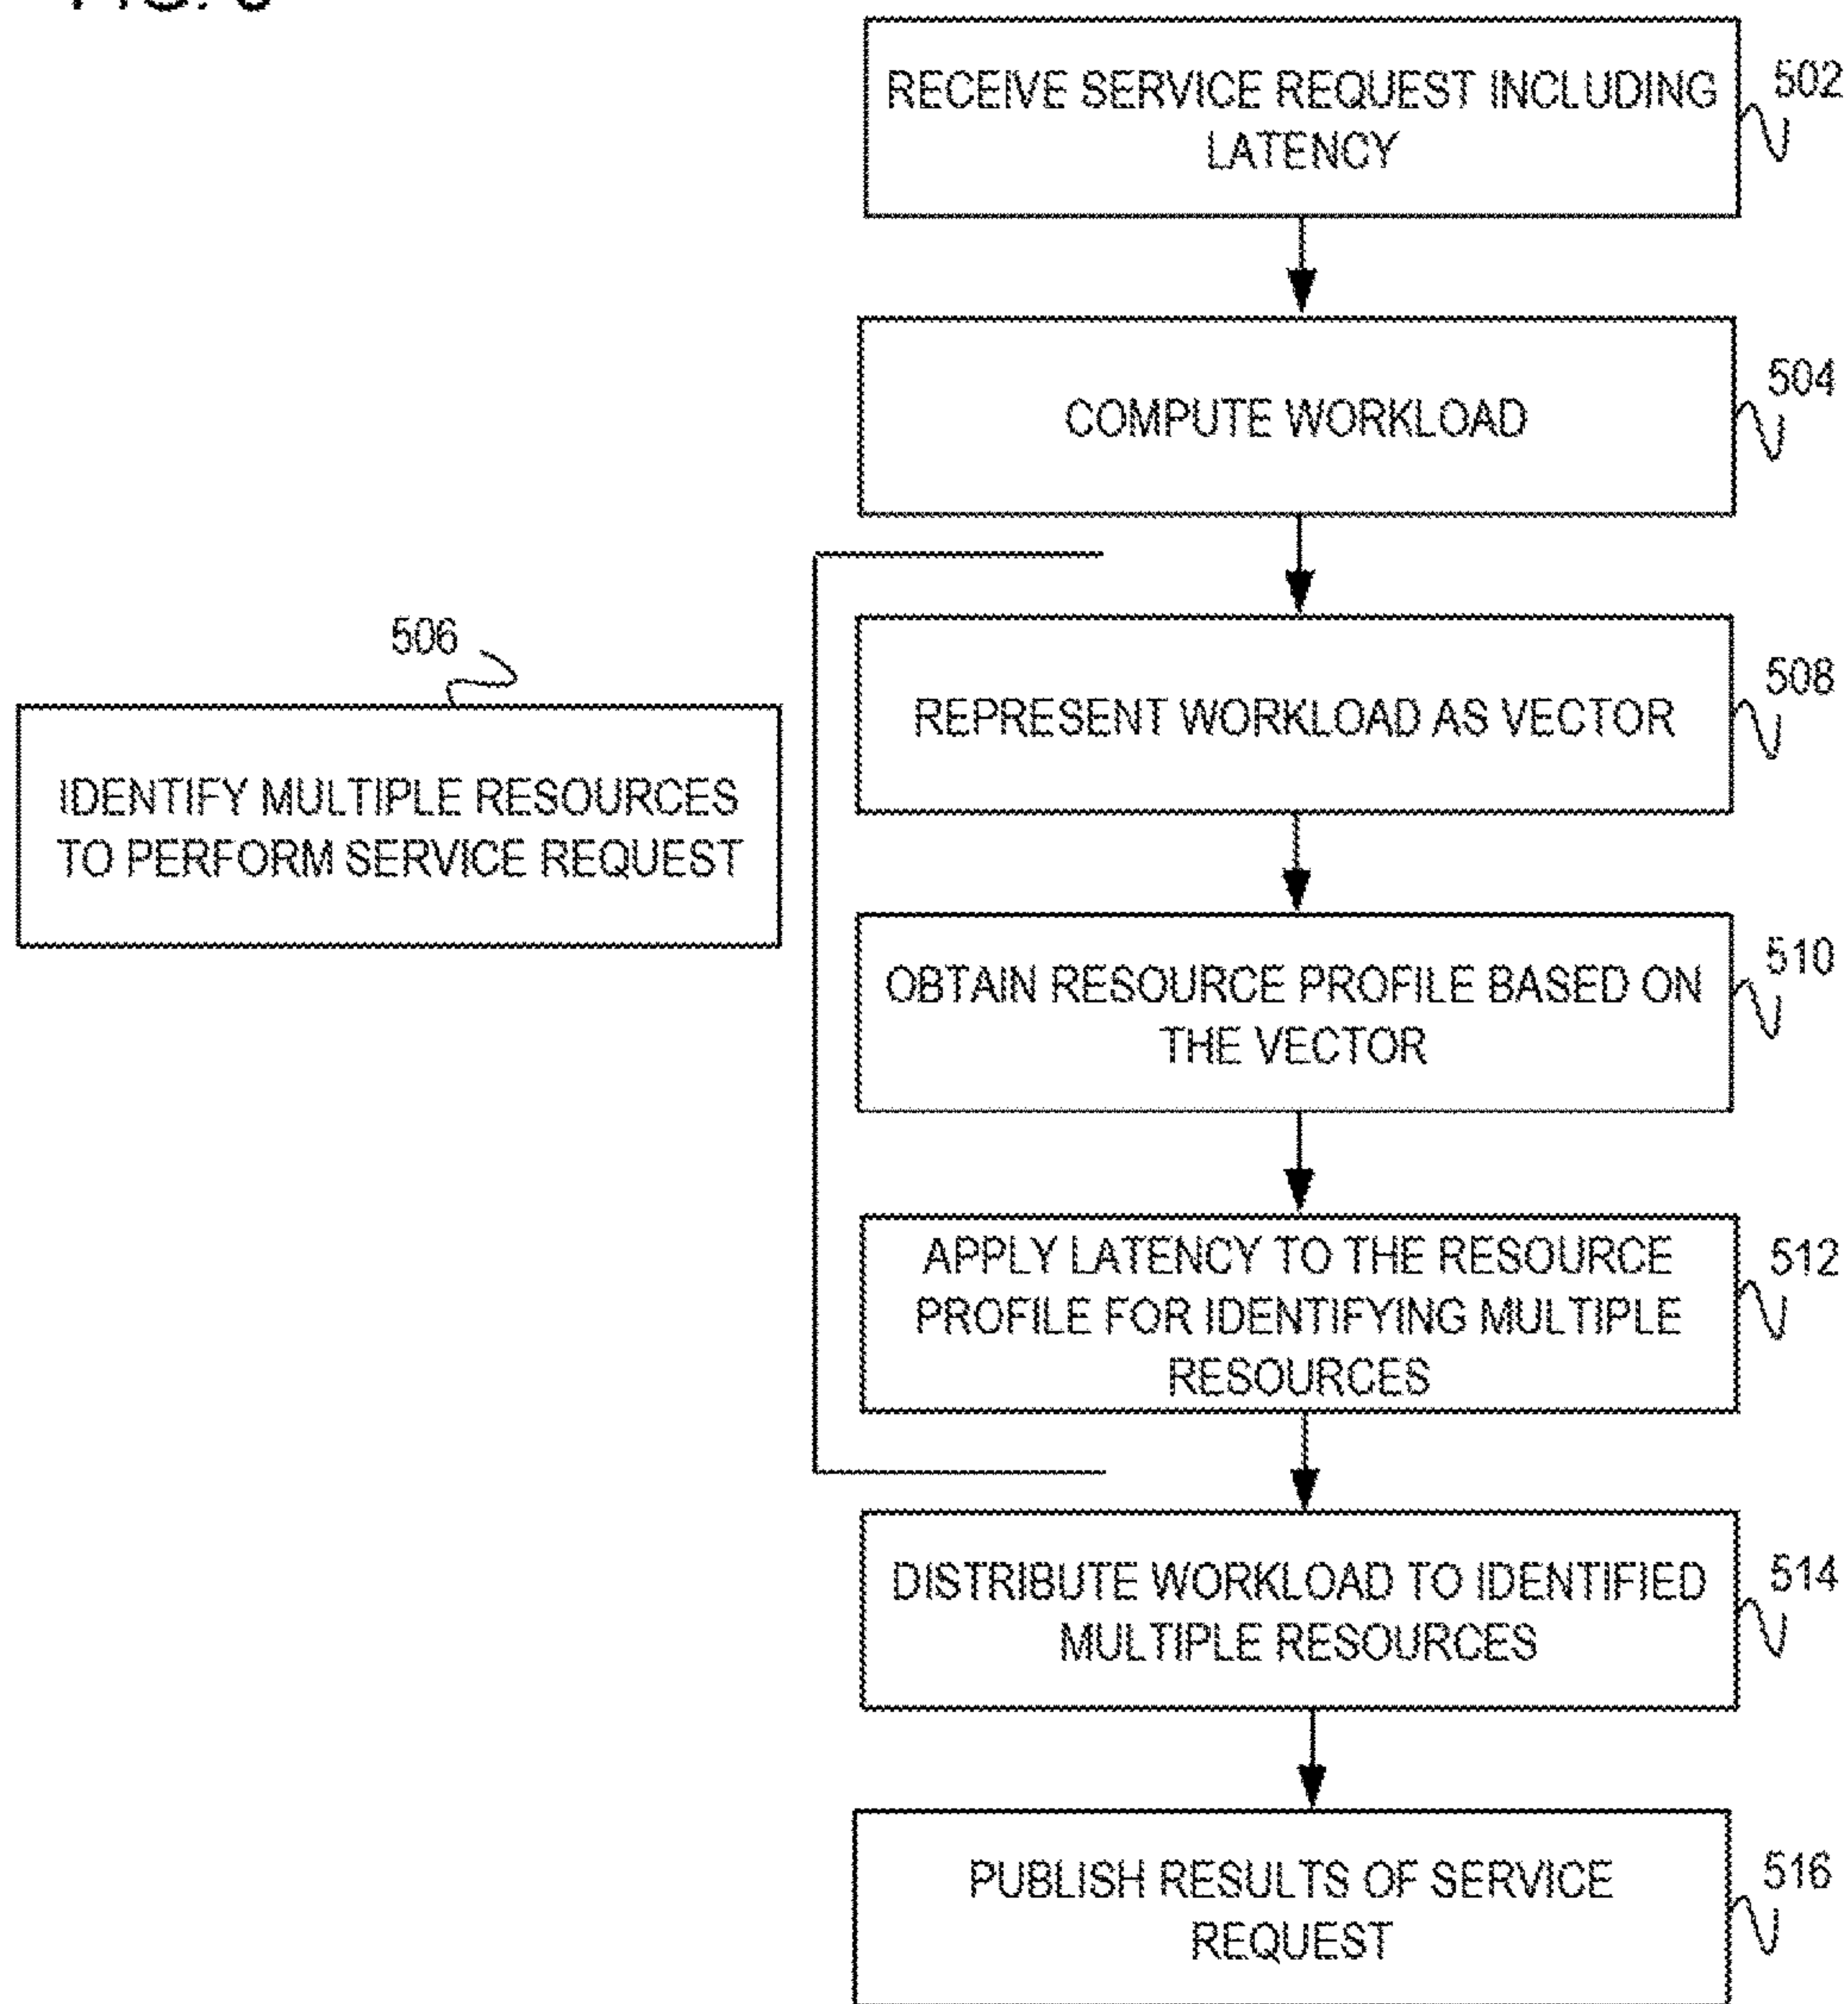 RECEIVE SERVICE REQUEST INCLUDING
LATENCY
502
COMPUTE WORKLOAD
504
506
IDENTIFY MULTIPLE RESOURCES
TO PERFORM SERVICE REQUEST
REPRESENT WORKLOAD AS VECTOR
508
OBTAIN RESOURCE PROFILE BASED ON
THE VECTOR
510
APPLY LATENCY TO THE RESOURCE
PROFILE FOR IDENTIFYING MULTIPLE
RESOURCES
512
DISTRIBUTE WORKLOAD TO IDENTIFIED
MULTIPLE RESOURCES
514
PUBLISH RESULTS OF SERVICE
REQUEST
516